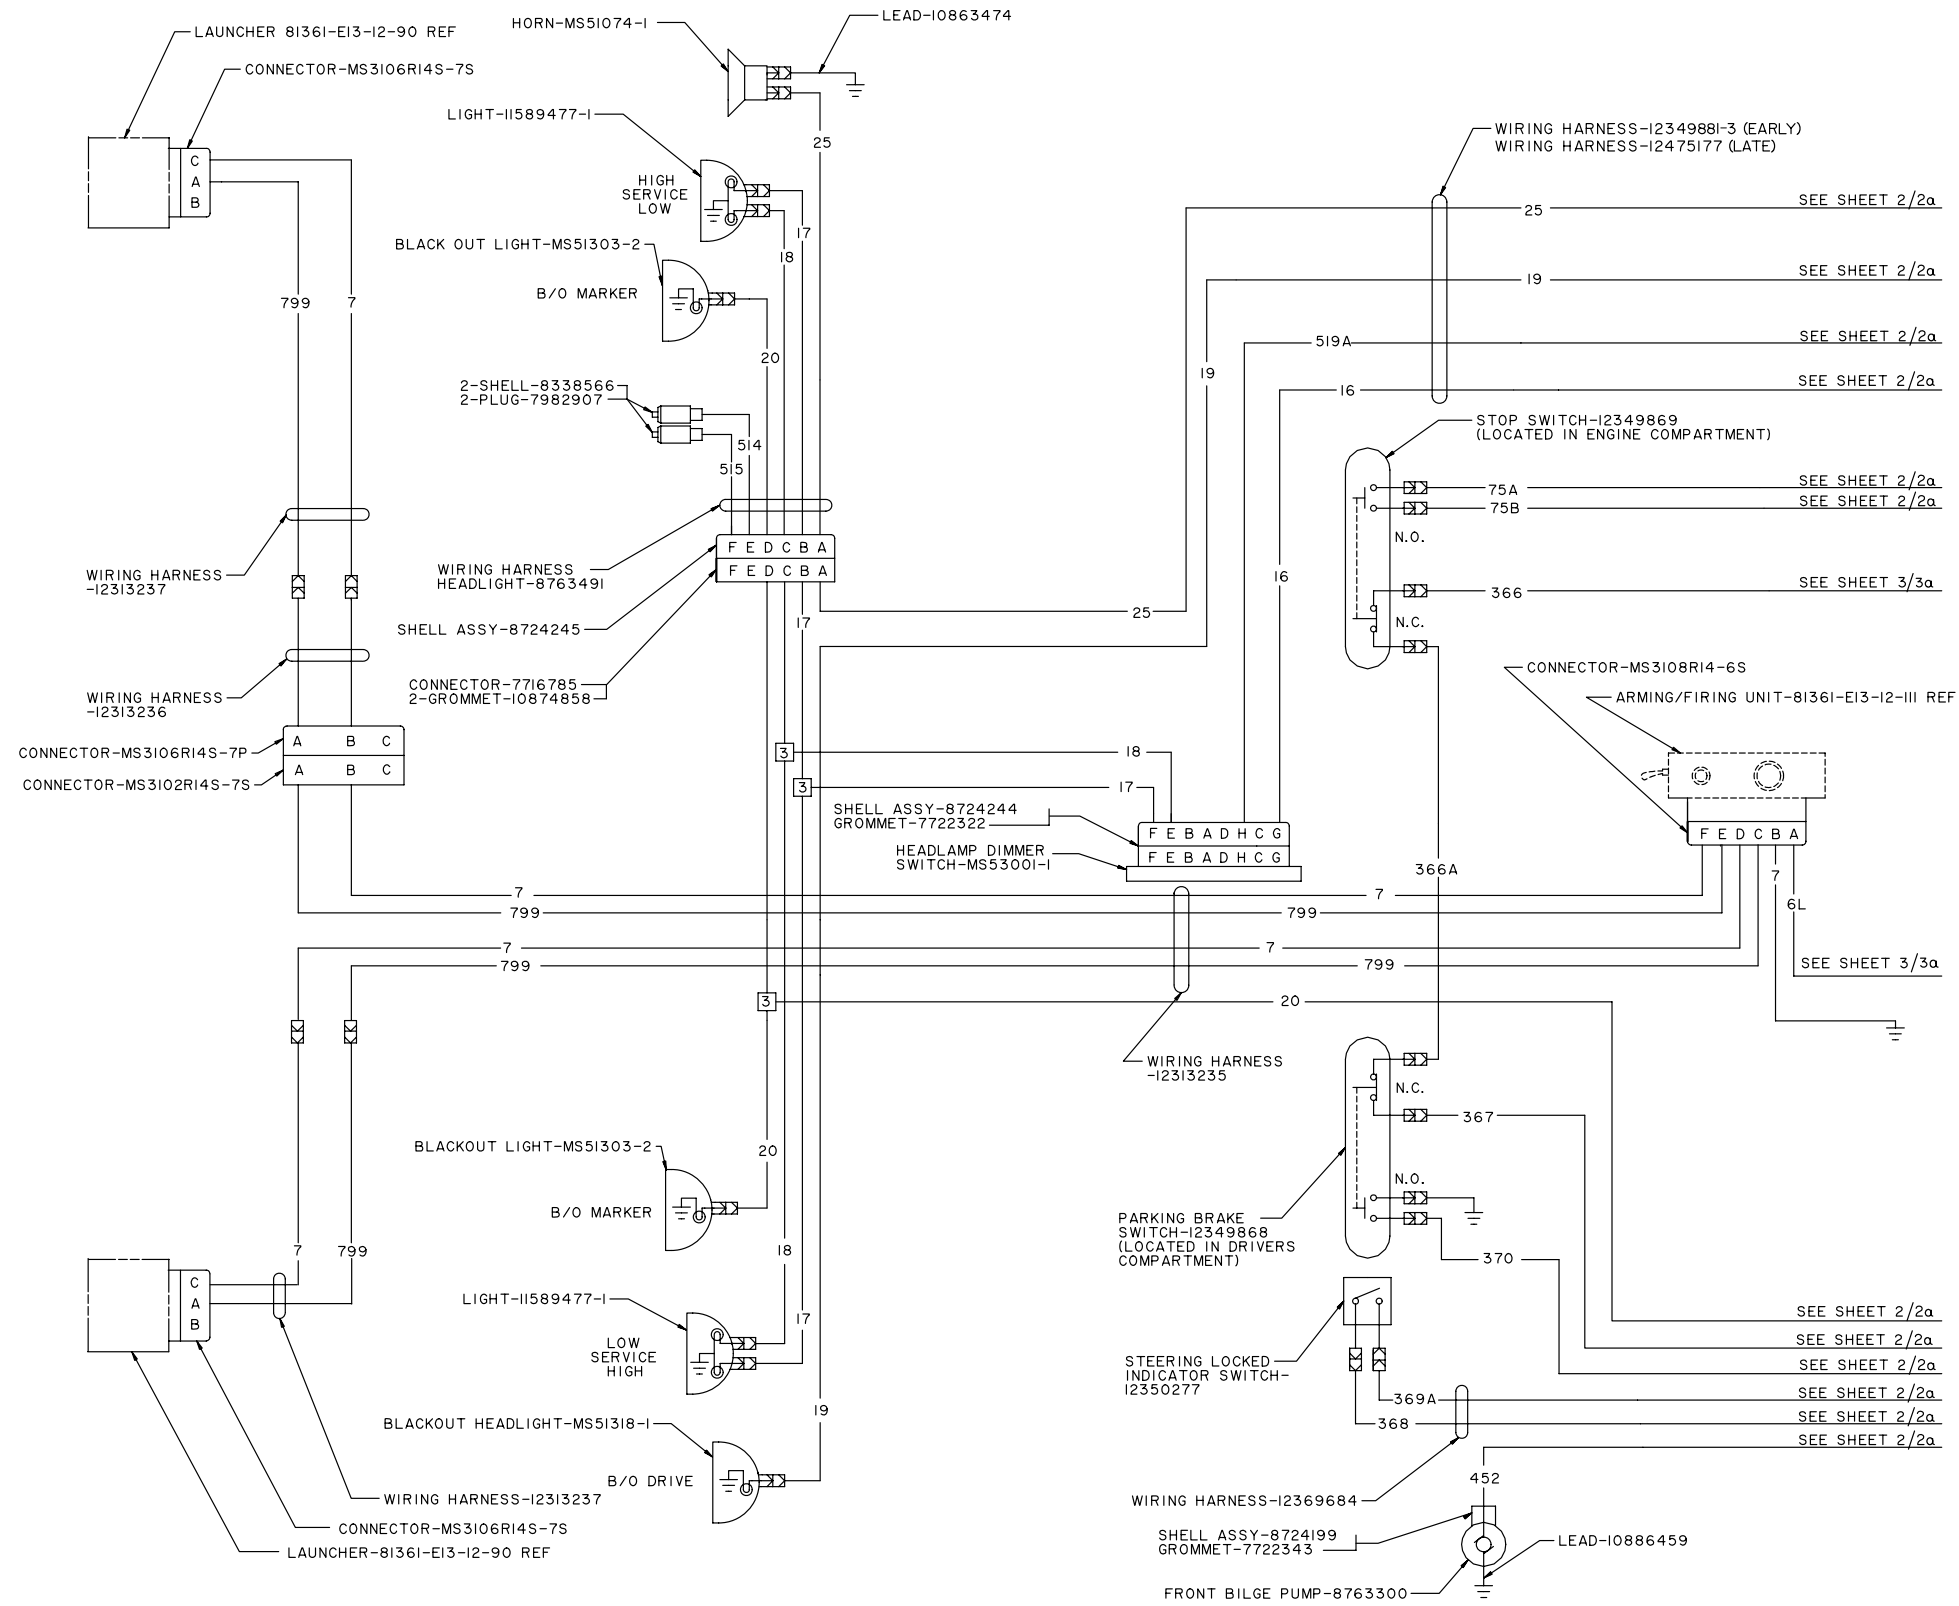 LAUNCHER 81361-E13-12-90 REF
CONNECTOR-MS3106R14S-7S
C
A
B
799
7
WIRING HARNESS
-12313237
WIRING HARNESS
-12313236
CONNECTOR-MS3106R14S-7P
CONNECTOR-MS3102R14S-7S
A B C
A B C
HORN-MS51074-1
LEAD-10863474
25
LIGHT-11589477-1
HIGH
SERVICE
LOW
17
18
BLACK OUT LIGHT-MS51303-2
B/O MARKER
20
2-SHELL-8338566
2-PLUG-7982907
514
515
WIRING HARNESS
HEADLIGHT-8763491
F E D C B A
F E D C B A
SHELL ASSY-8724245
CONNECTOR-7716785
2-GROMMET-10874858
17
25
3
18
3
17
19
16
WIRING HARNESS-12349881-3 (EARLY)
WIRING HARNESS-12475177 (LATE)
25
SEE SHEET 2/2a
19
SEE SHEET 2/2a
519A
SEE SHEET 2/2a
16
SEE SHEET 2/2a
STOP SWITCH-12349869
(LOCATED IN ENGINE COMPARTMENT)
75A
SEE SHEET 2/2a
75B
SEE SHEET 2/2a
N.O.
366
SEE SHEET 3/3a
N.C.
CONNECTOR-MS3108R14-6S
ARMING/FIRING UNIT-81361-E13-12-111 REF
SHELL ASSY-8724244
GROMMET-7722322
HEADLAMP DIMMER
SWITCH-MS53001-1
F E B A D H C G
F E B A D H C G
F E D C B A
366A
7
6L
7
7
799
799
7
7
799
799
SEE SHEET 3/3a
3
20
WIRING HARNESS
-12313235
N.C.
367
N.O.
PARKING BRAKE
SWITCH-12349868
(LOCATED IN DRIVERS
COMPARTMENT)
370
BLACKOUT LIGHT-MS51303-2
20
B/O MARKER
7
799
18
C
A
B
LIGHT-11589477-1
LOW
SERVICE
HIGH
17
19
BLACKOUT HEADLIGHT-MS51318-1
B/O DRIVE
WIRING HARNESS-12313237
CONNECTOR-MS3106R14S-7S
LAUNCHER-81361-E13-12-90 REF
SEE SHEET 2/2a
SEE SHEET 2/2a
SEE SHEET 2/2a
STEERING LOCKED
INDICATOR SWITCH-
12350277
369A
SEE SHEET 2/2a
368
SEE SHEET 2/2a
SEE SHEET 2/2a
452
WIRING HARNESS-12369684
SHELL ASSY-8724199
GROMMET-7722343
LEAD-10886459
FRONT BILGE PUMP-8763300